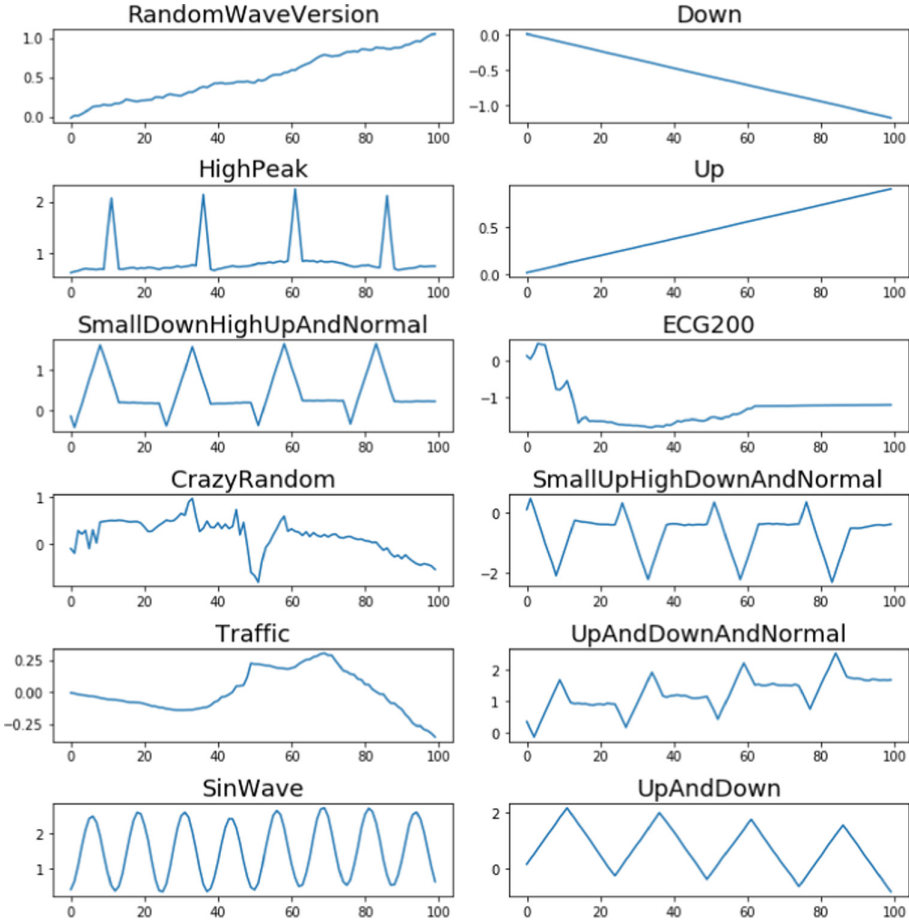 RandomWaveVersion
1.0
0.5
0.0
0 20 40 60 80 100
Down
0.0
−0.5
−1.0
0 20 40 60 80 100
HighPeak
2
1
0 20 40 60 80 100
Up
0.5
0.0
0 20 40 60 80 100
SmallDownHighUpAndNormal
1
0
0 20 40 60 80 100
ECG200
0
−1
0 20 40 60 80 100
CrazyRandom
1
0
0 20 40 60 80 100
SmallUpHighDownAndNormal
0
−2
0 20 40 60 80 100
Traffic
0.25
0.00
−0.25
0 20 40 60 80 100
UpAndDownAndNormal
2
1
0
0 20 40 60 80 100
SinWave
2
1
0 20 40 60 80 100
UpAndDown
2
0
0 20 40 60 80 100